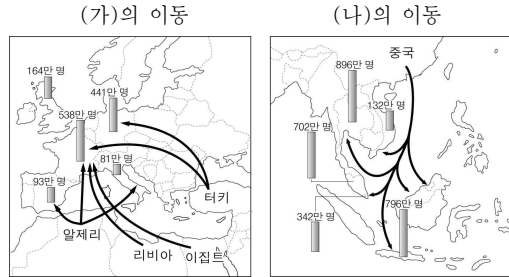 (가)의 이동
(나)의 이동
164만 명
441만 명
538만 명
81만 명
93만 명
터키
알제리
리비아
이집트
중국
896만 명
132만 명
702만 명
342만 명
796만 명